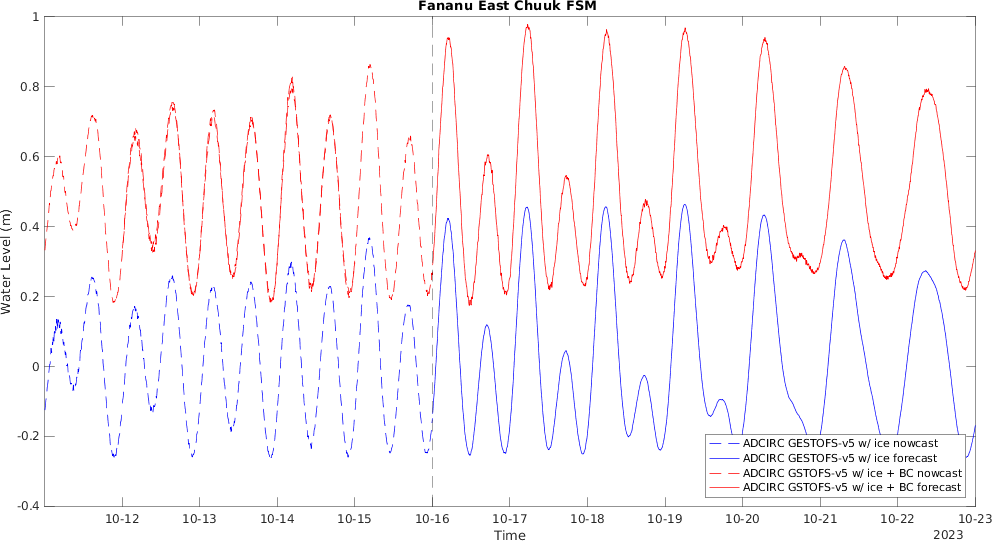 Fananu East Chuuk FSM
1
0.8
0.6
0.4
0.2
0
-0.2
-0.4
Water Level (m)
ADCIRC GESTOFS-v5 w/ ice nowcast
ADCIRC GESTOFS-v5 w/ ice forecast
ADCIRC GSTOFS-v5 w/ ice + BC nowcast
ADCIRC GSTOFS-v5 w/ ice + BC forecast
10-12 10-13 10-14 10-15 10-16 10-17 10-18 10-19 10-20 10-21 10-22 10-23
Time
2023